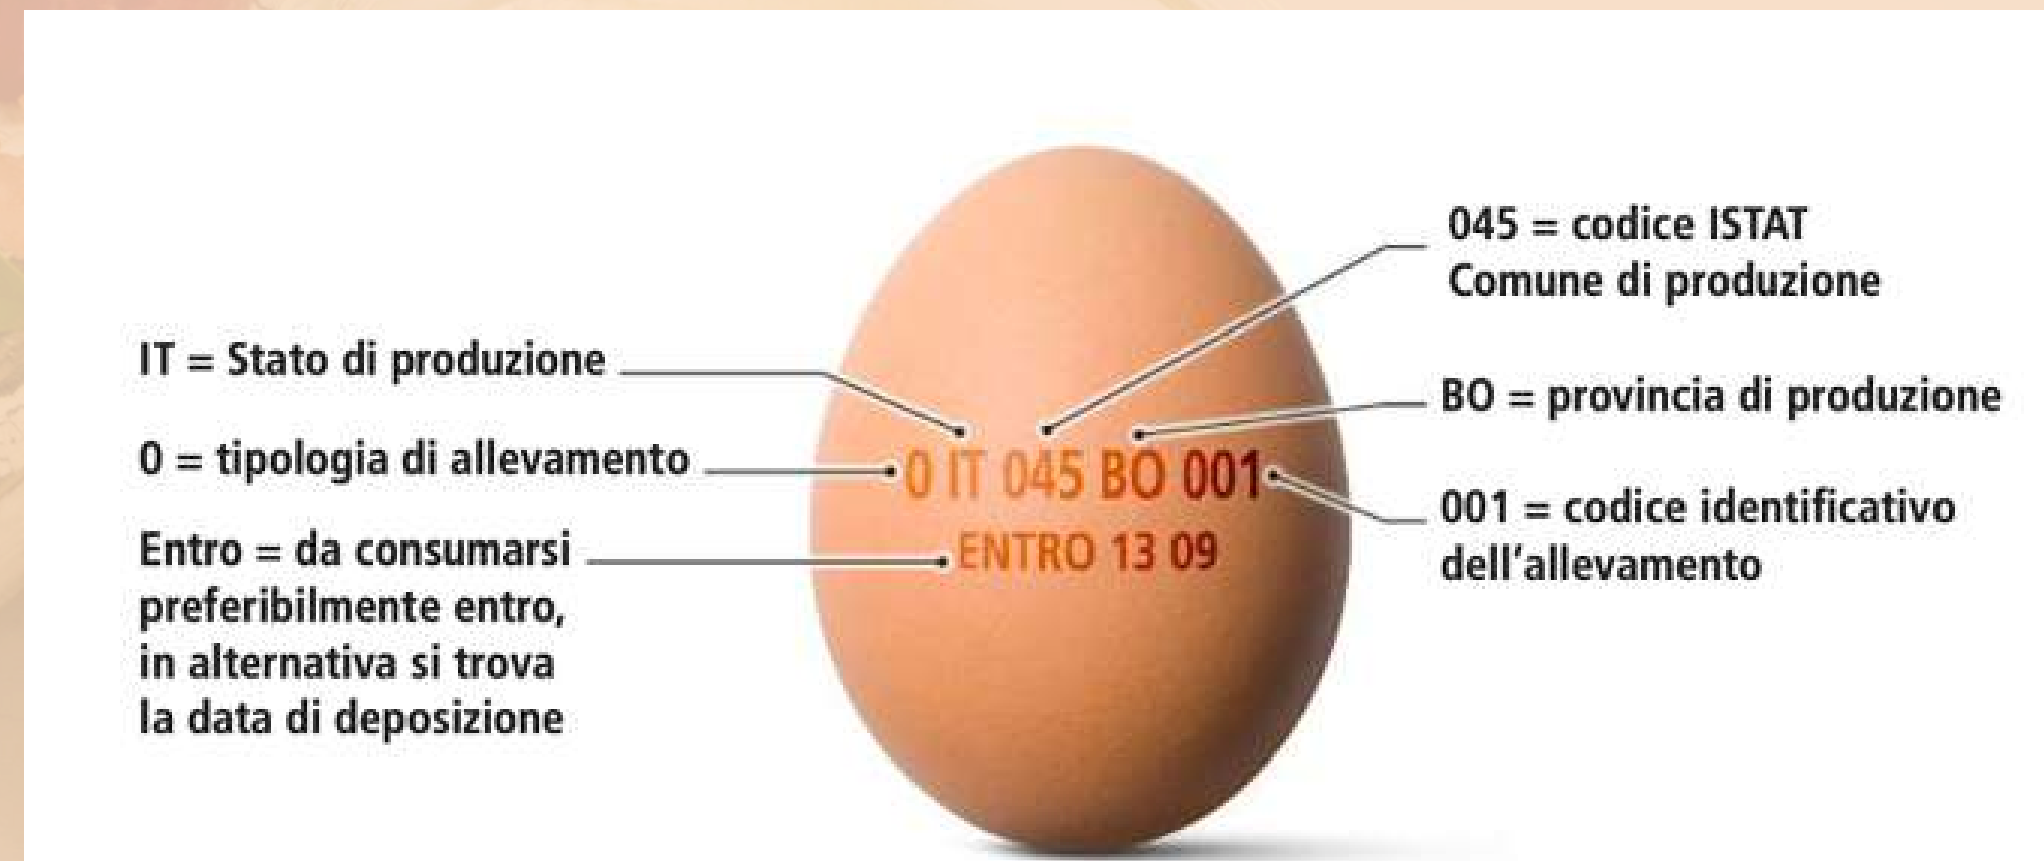 IT = Stato di produzione
0 = tipologia di allevamento
Entro = da consumarsi
preferibilmente entro,
in alternativa si trova
la data di deposizione
0 IT 045 BO 001
ENTRO 13 09
045 = codice ISTAT
Comune di produzione
BO = provincia di produzione
001 = codice identificativo
dell'allevamento